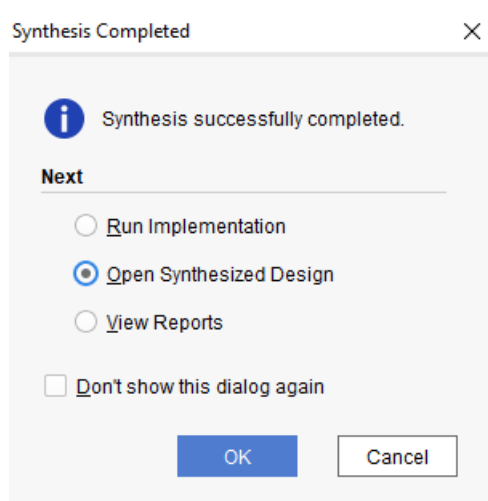 Synthesis Completed
Synthesis successfully completed.
Next
Run Implementation
Open Synthesized Design
View Reports
Don't show this dialog again
OK
Cancel